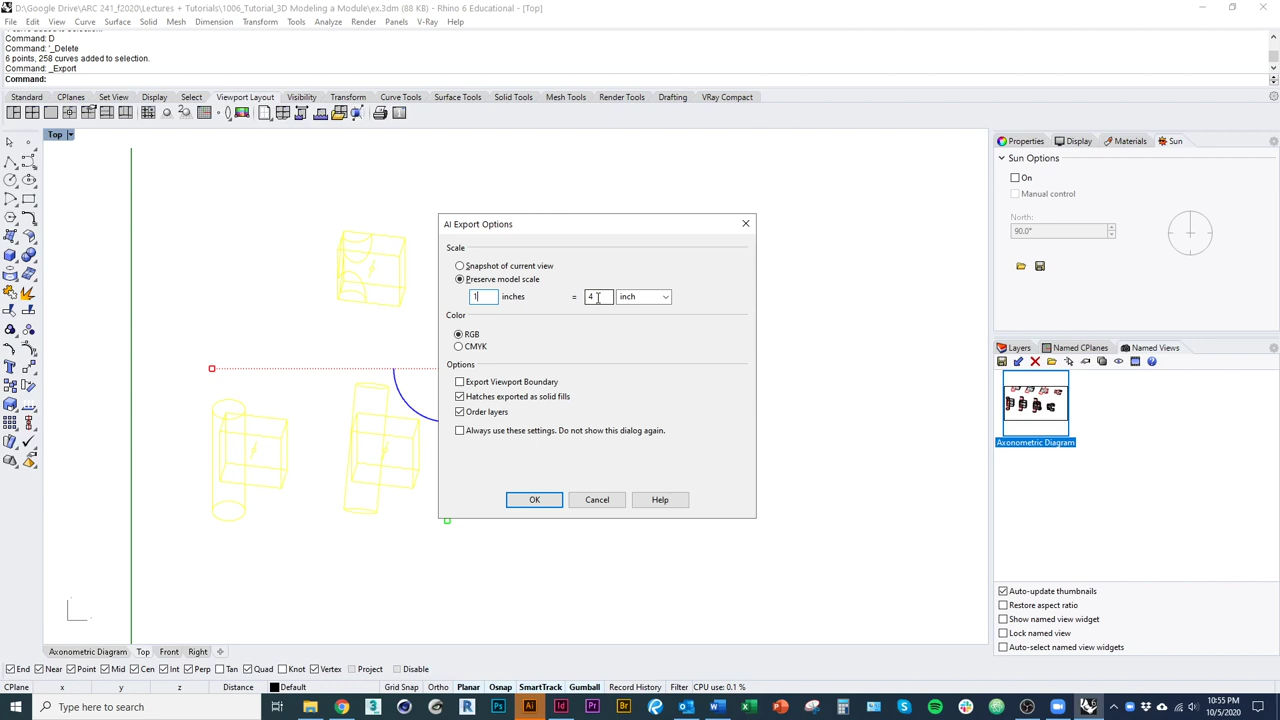 D:\Google Drive\ARC 241_f2020\Lectures + Tutorials\1006_Tutorial_3D Modeling a Module\ex.3dm (88 KB) - Rhino 6 Educational - [Top]
File Edit View Curve Surface Solid Mesh Dimension Transform Tools Analyze Render Panels V-Ray Help
Command: D
Command: '_Delete
6 points, 258 curves added to selection.
Command: _Export
Command:
Standard CPlanes Set View Display Select Viewport Layout Visibility Transform Curve Tools Surface Tools Solid Tools Mesh Tools Render Tools Drafting VRay Compact
Top
Properties Display Materials Sun
Sun Options
On
Manual control
North:
90.0°
AI Export Options
Scale
Snapshot of current view
Preserve model scale
1 inches = 4 inch
Color
RGB
CMYK
Options
Export Viewport Boundary
Hatches exported as solid fills
Order layers
Always use these settings. Do not show this dialog again.
OK Cancel Help
Layers Named CPlanes Named Views
Axonometric Diagram
Auto-update thumbnails
Restore aspect ratio
Show named view widget
Lock named view
Auto-select named view widgets
Axonometric Diagram Top Front Right
End Near Point Mid Cen Int Perp Tan Quad Knot Vertex Project Disable
CPlane x y z Distance Default Grid Snap Ortho Planar Osnap SmartTrack Gumball Record History Filter CPU use: 0.1 %
Type here to search
10:55 PM
10/5/2020